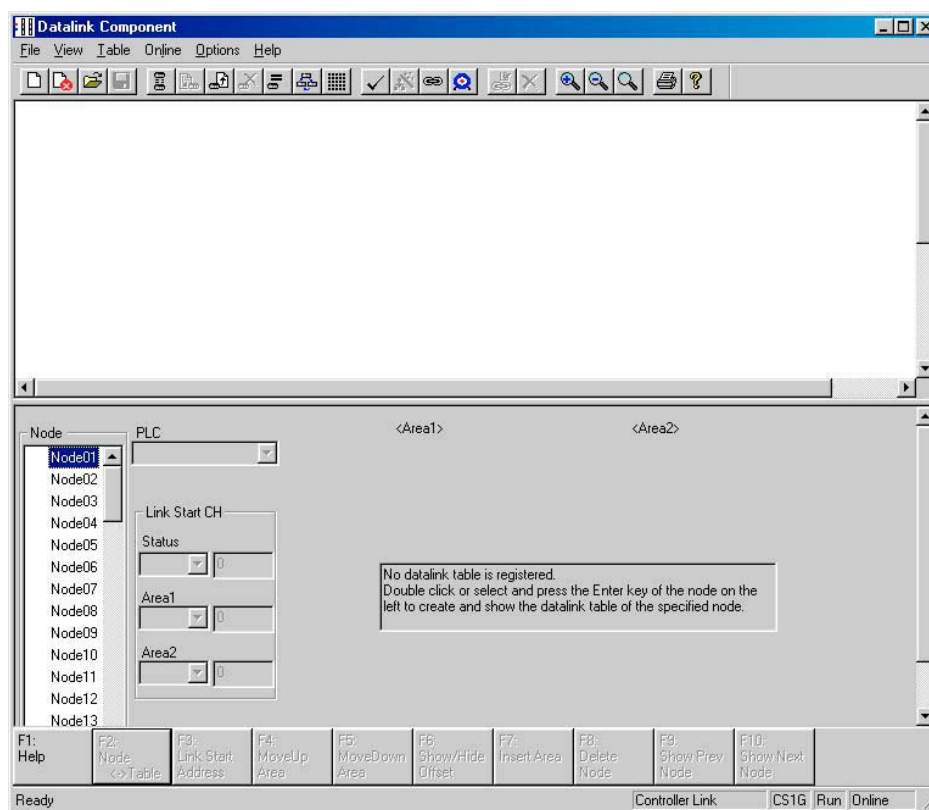 Datalink Component
File View Table Online Options Help
<Area1> <Area2>
Node PLC
Node01
Node02
Node03
Node04
Node05
Node06
Node07
Node08
Node09
Node10
Node11
Node12
Node13
Link Start CH
Status
0
Area1
0
Area2
0
No datalink table is registered.
Double click or select and press the Enter key of the node on the
left to create and show the datalink table of the specified node.
F1:
Help
F2:
Node
<->Table
F3:
Link Start
Address
F4:
MoveUp
Area
F5:
MoveDown
Area
F6:
Show/Hide
Offset
F7:
Insert Area
F8:
Delete
Node
F9:
Show Prev
Node
F10:
Show Next
Node
Ready Controller Link CS1G Run Online